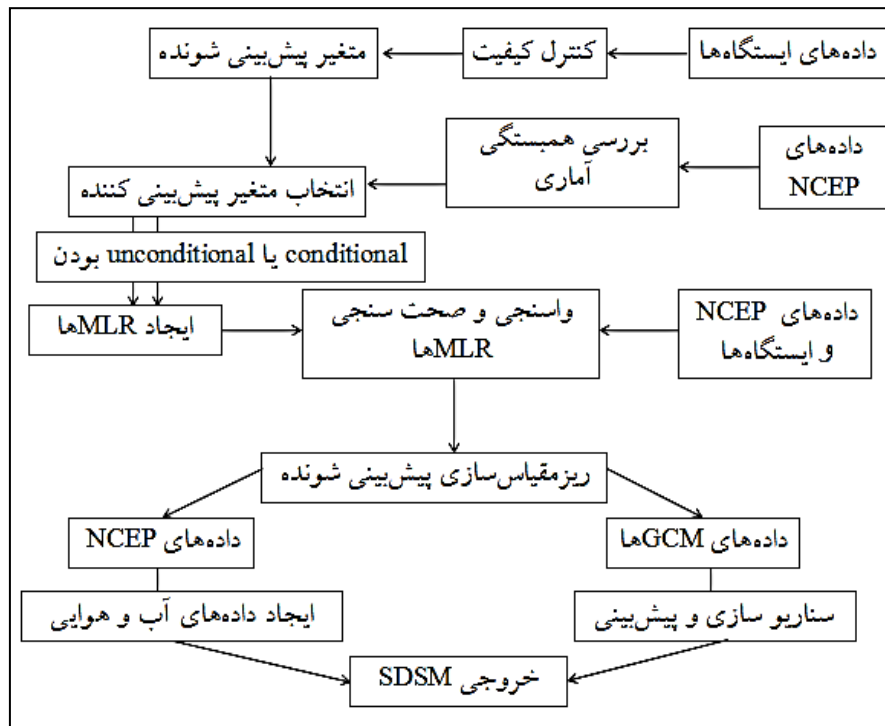 داده‌های ایستگاه‌ها
کنترل کیفیت
متغیر پیش‌بینی شونده
داده‌های
NCEP
بررسی همبستگی
آماری
انتخاب متغیر پیش‌بینی کننده
conditional یا unconditional بودن
ایجاد MLRها
واسنجی و صحت سنجی
MLRها
داده‌های NCEP
و ایستگاه‌ها
ریزمقیاس‌سازی پیش‌بینی شونده
داده‌های GCMها
داده‌های NCEP
سناریو سازی و پیش‌بینی
ایجاد داده‌های آب و هوایی
خروجی SDSM